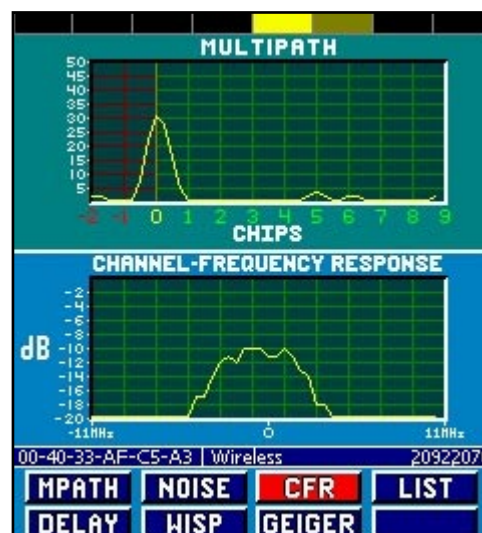 MULTIPATH
50
45
40
35
30
25
20
15
10
5
-2 -1 0 1 2 3 4 5 6 7 8 9
CHIPS
CHANNEL-FREQUENCY RESPONSE
-2
-4
-6
-8
dB -10
-12
-14
-16
-18
-20
-11MHz 0 11MHz
00-40-33-AF-C5-A3 | Wireless 2092207
MPATH NOISE CFR LIST
DELAY WISP GEIGER